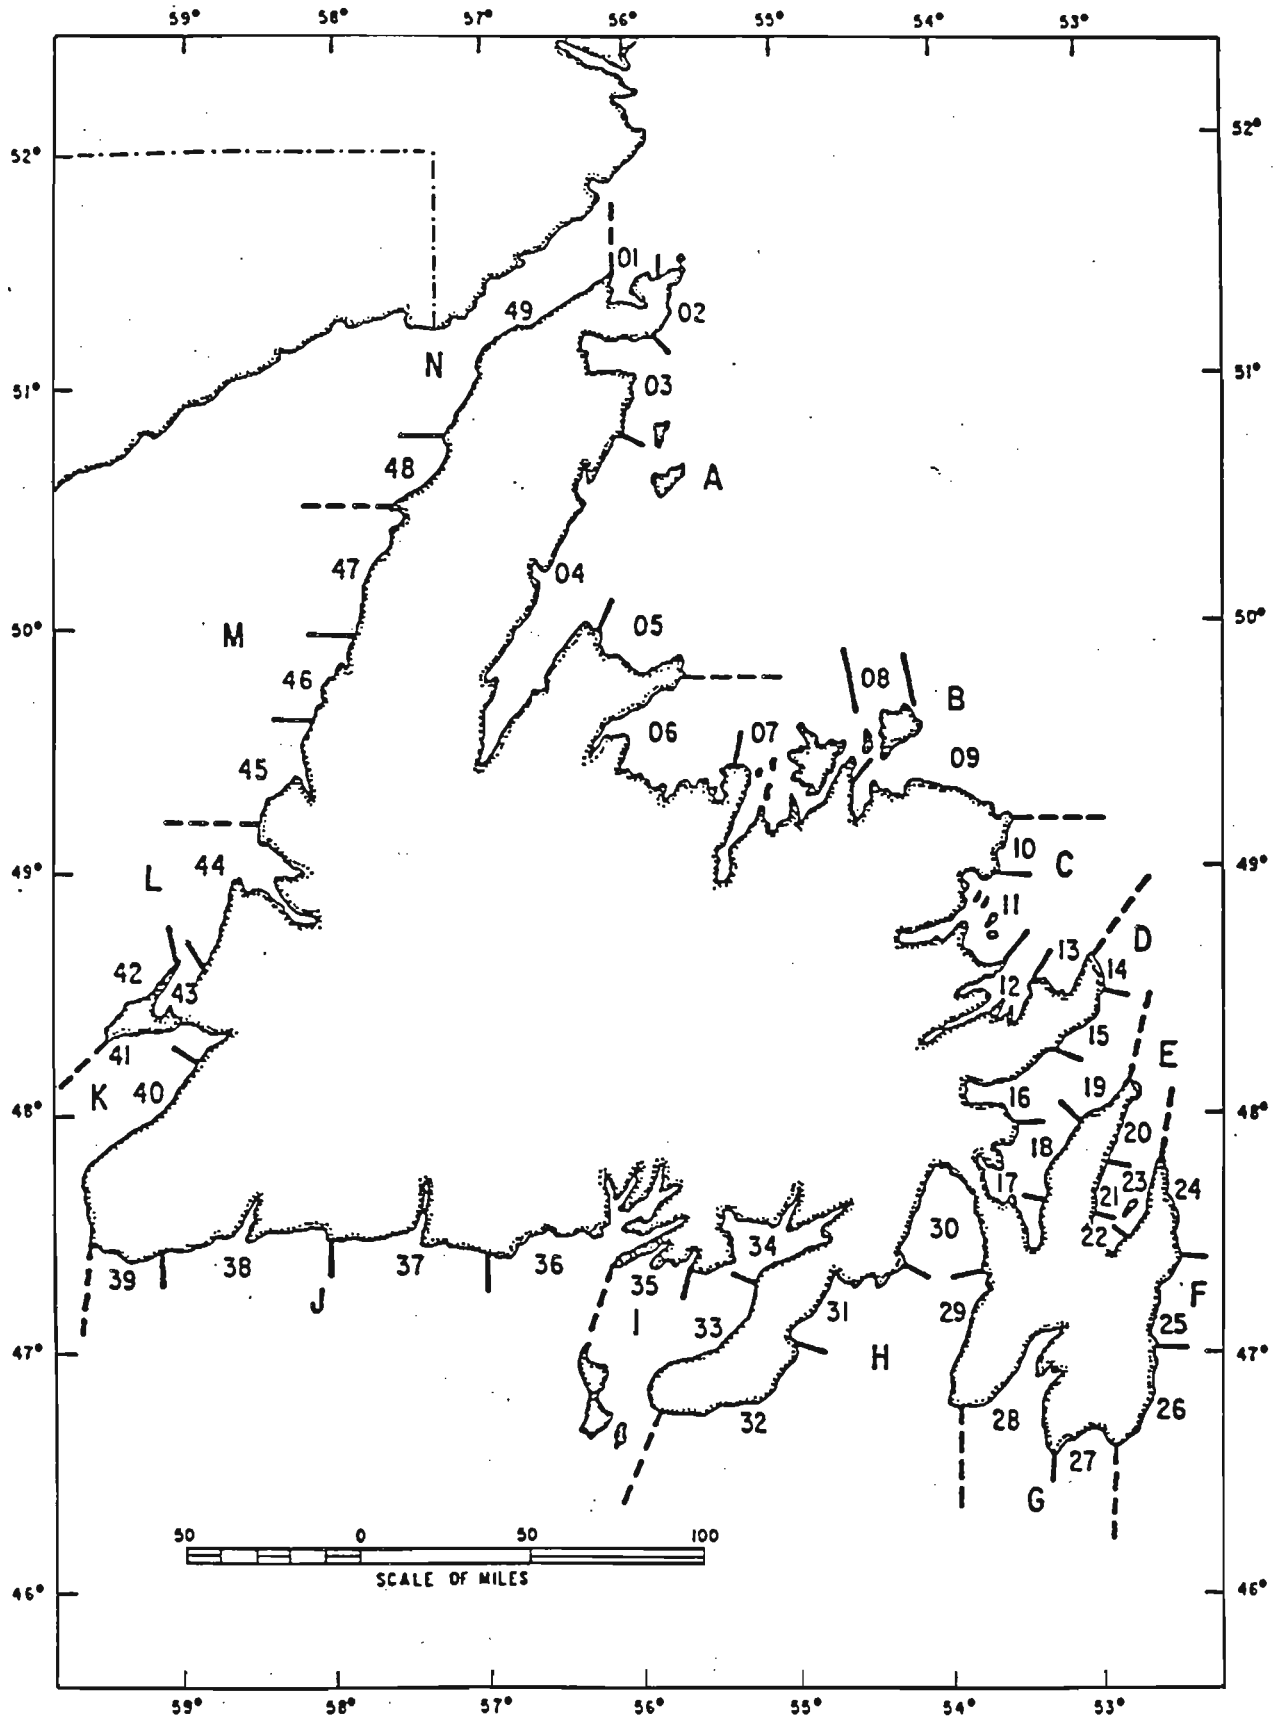 59° 58° 57° 56° 55° 54° 53°
52° 52°
01
49 02
N
51° 03 51°
48 A
47 04
50° 05 50°
M
46 08 B
06 07
45 09
10 C
49° 44 49°
L 11
D
42 13
43 12 14
41 15 E
K 40 16 19
48° 48°
18 20
17 21 23 24
30 22
39 38 37 36 35 34
J I 33 31 29 F
25
47° H 47°
32 28 26
27
G
50 0 50 100
SCALE OF MILES
46° 46°
59° 58° 57° 56° 55° 54° 53°